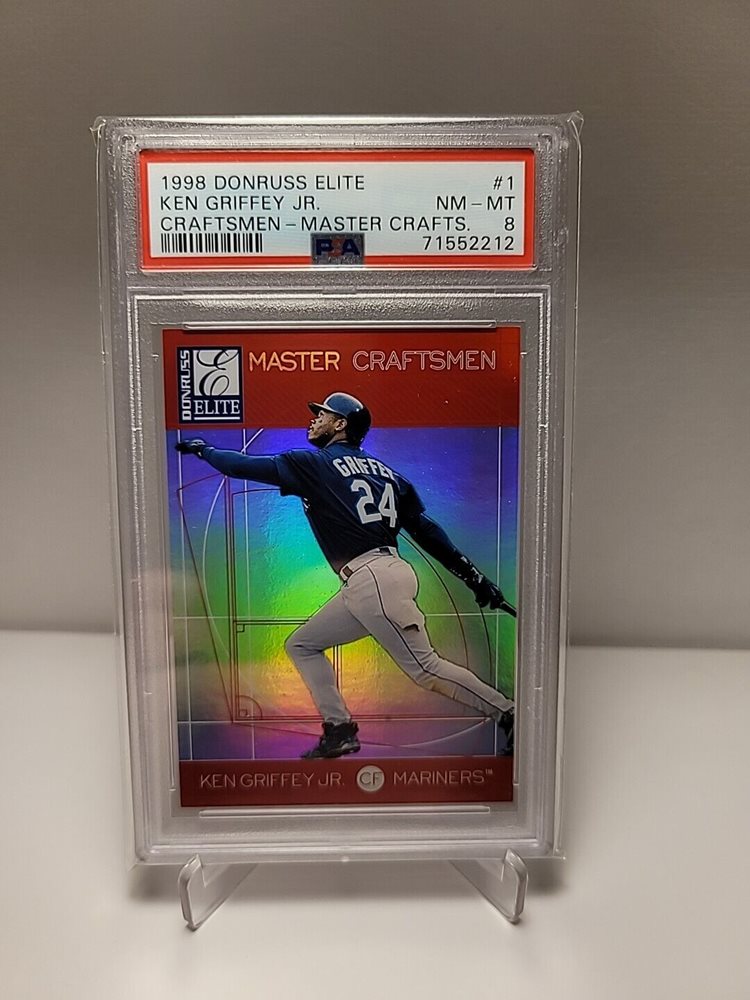 1998 DONRUSS ELITE #1
KEN GRIFFEY JR. NM - MT
CRAFTSMEN - MASTER CRAFTS. 8
PSA 71552212
DONRUSS
E
ELITE
MASTER CRAFTSMEN
GRIFFEY
24
KEN GRIFFEY JR. CF MARINERS™